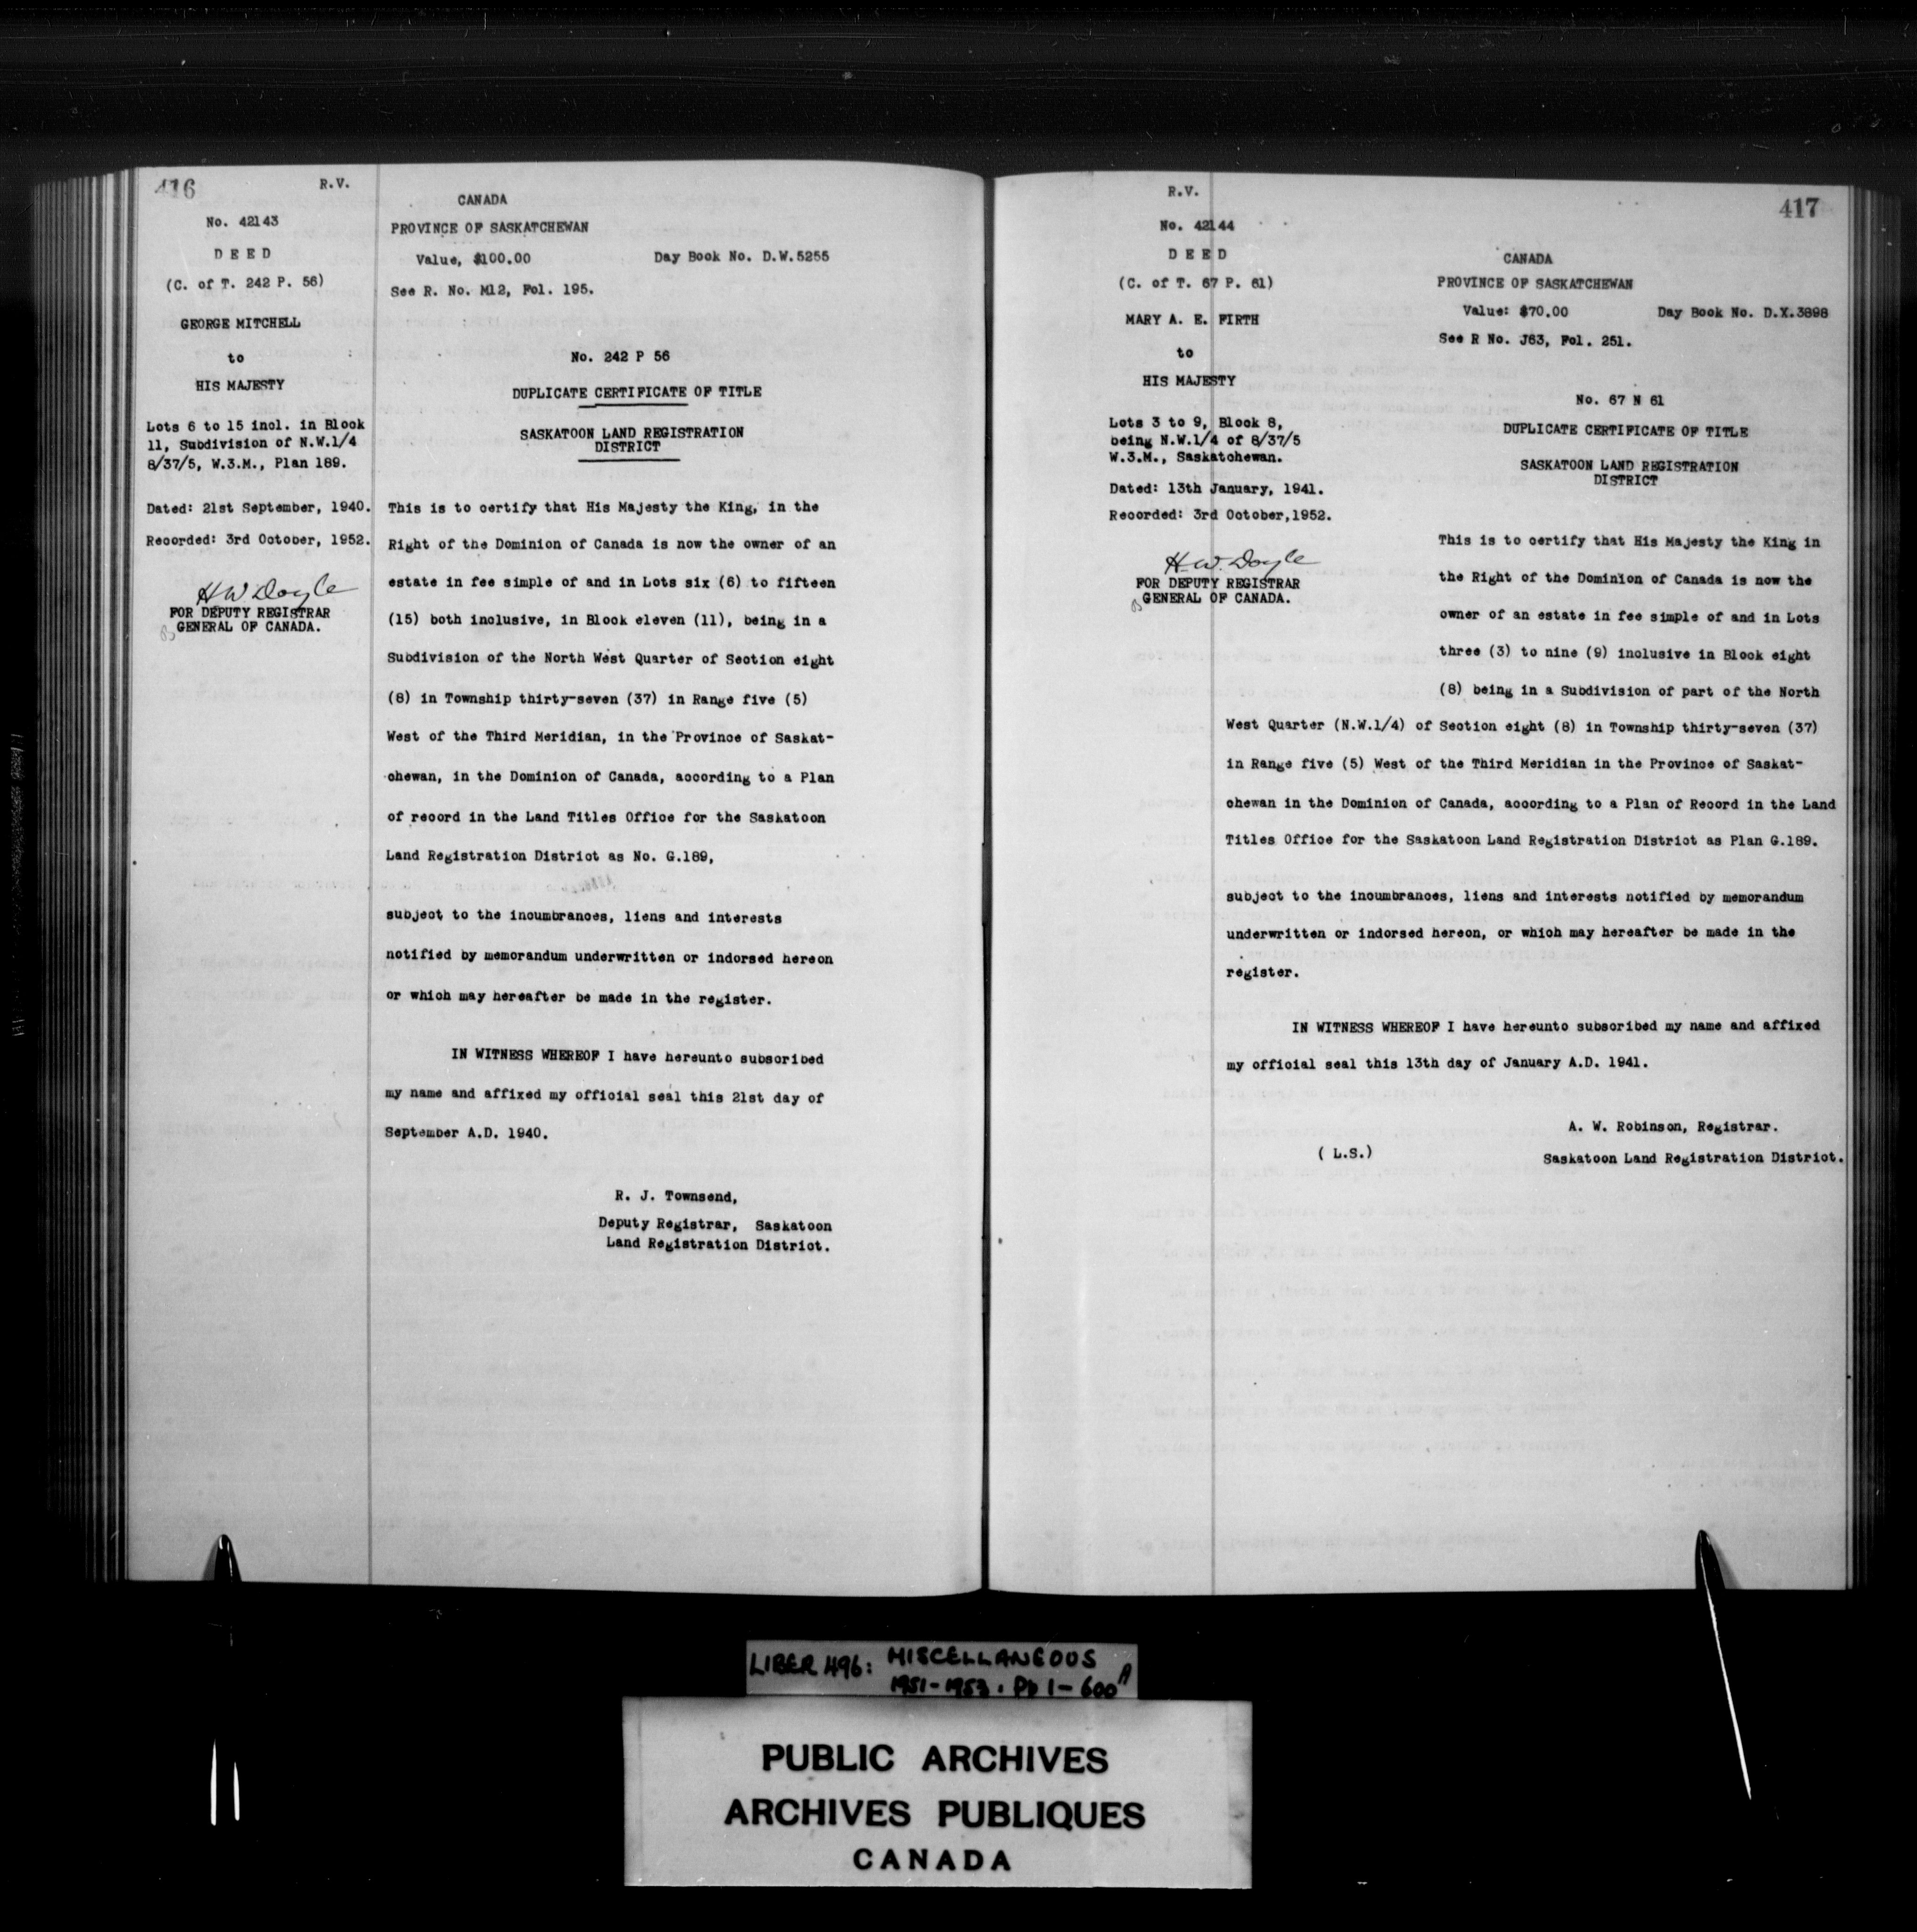 416
R.V.
No. 42143
DEED
(C. of T. 242 P. 56)
GEORGE MITCHELL
to
HIS MAJESTY
Lots 6 to 15 incl. in Block
11, Subdivision of N.W.1/4
8/37/5, W.3.M., Plan 189.
Dated: 21st September, 1940.
Recorded: 3rd October, 1952.
H W Doyle
FOR DEPUTY REGISTRAR
GENERAL OF CANADA.
CANADA
PROVINCE OF SASKATCHEWAN
Value, $100.00 Day Book No. D.W.5255
See R. No. M12, Fol. 195.
No. 242 P 56
DUPLICATE CERTIFICATE OF TITLE
SASKATOON LAND REGISTRATION
DISTRICT
This is to certify that His Majesty the King, in the
Right of the Dominion of Canada is now the owner of an
estate in fee simple of and in Lots six (6) to fifteen
(15) both inclusive, in Block eleven (11), being in a
Subdivision of the North West Quarter of Section eight
(8) in Township thirty-seven (37) in Range five (5)
West of the Third Meridian, in the Province of Saskat-
chewan, in the Dominion of Canada, according to a Plan
of record in the Land Titles Office for the Saskatoon
Land Registration District as No. G.189,
subject to the incumbrances, liens and interests
notified by memorandum underwritten or indorsed hereon
or which may hereafter be made in the register.
IN WITNESS WHEREOF I have hereunto subscribed
my name and affixed my official seal this 21st day of
September A.D. 1940.
R. J. Townsend,
Deputy Registrar, Saskatoon
Land Registration District.
417
R.V.
No. 42144
DEED
(C. of T. 67 P. 61)
MARY A. E. FIRTH
to
HIS MAJESTY
Lots 3 to 9, Block 8,
being N.W.1/4 of 8/37/5
W.3.M., Saskatchewan.
Dated: 13th January, 1941.
Recorded: 3rd October,1952.
H.W. Doyle
FOR DEPUTY REGISTRAR
GENERAL OF CANADA.
CANADA
PROVINCE OF SASKATCHEWAN
Value: $70.00 Day Book No. D.X.3898
See R No. J63, Fol. 251.
No. 67 N 61
DUPLICATE CERTIFICATE OF TITLE
SASKATOON LAND REGISTRATION
DISTRICT
This is to certify that His Majesty the King in
the Right of the Dominion of Canada is now the
owner of an estate in fee simple of and in Lots
three (3) to nine (9) inclusive in Block eight
(8) being in a Subdivision of part of the North
West Quarter (N.W.1/4) of Section eight (8) in Township thirty-seven (37)
in Range five (5) West of the Third Meridian in the Province of Saskat-
chewan in the Dominion of Canada, according to a Plan of Record in the Land
Titles Office for the Saskatoon Land Registration District as Plan G.189.
subject to the incumbrances, liens and interests notified by memorandum
underwritten or indorsed hereon, or which may hereafter be made in the
register.
IN WITNESS WHEREOF I have hereunto subscribed my name and affixed
my official seal this 13th day of January A.D. 1941.
A. W. Robinson, Registrar.
(L.S.) Saskatoon Land Registration District.
LIBER 496: MISCELLANEOUS
1951-1953. Pp 1-600A
PUBLIC ARCHIVES
ARCHIVES PUBLIQUES
CANADA